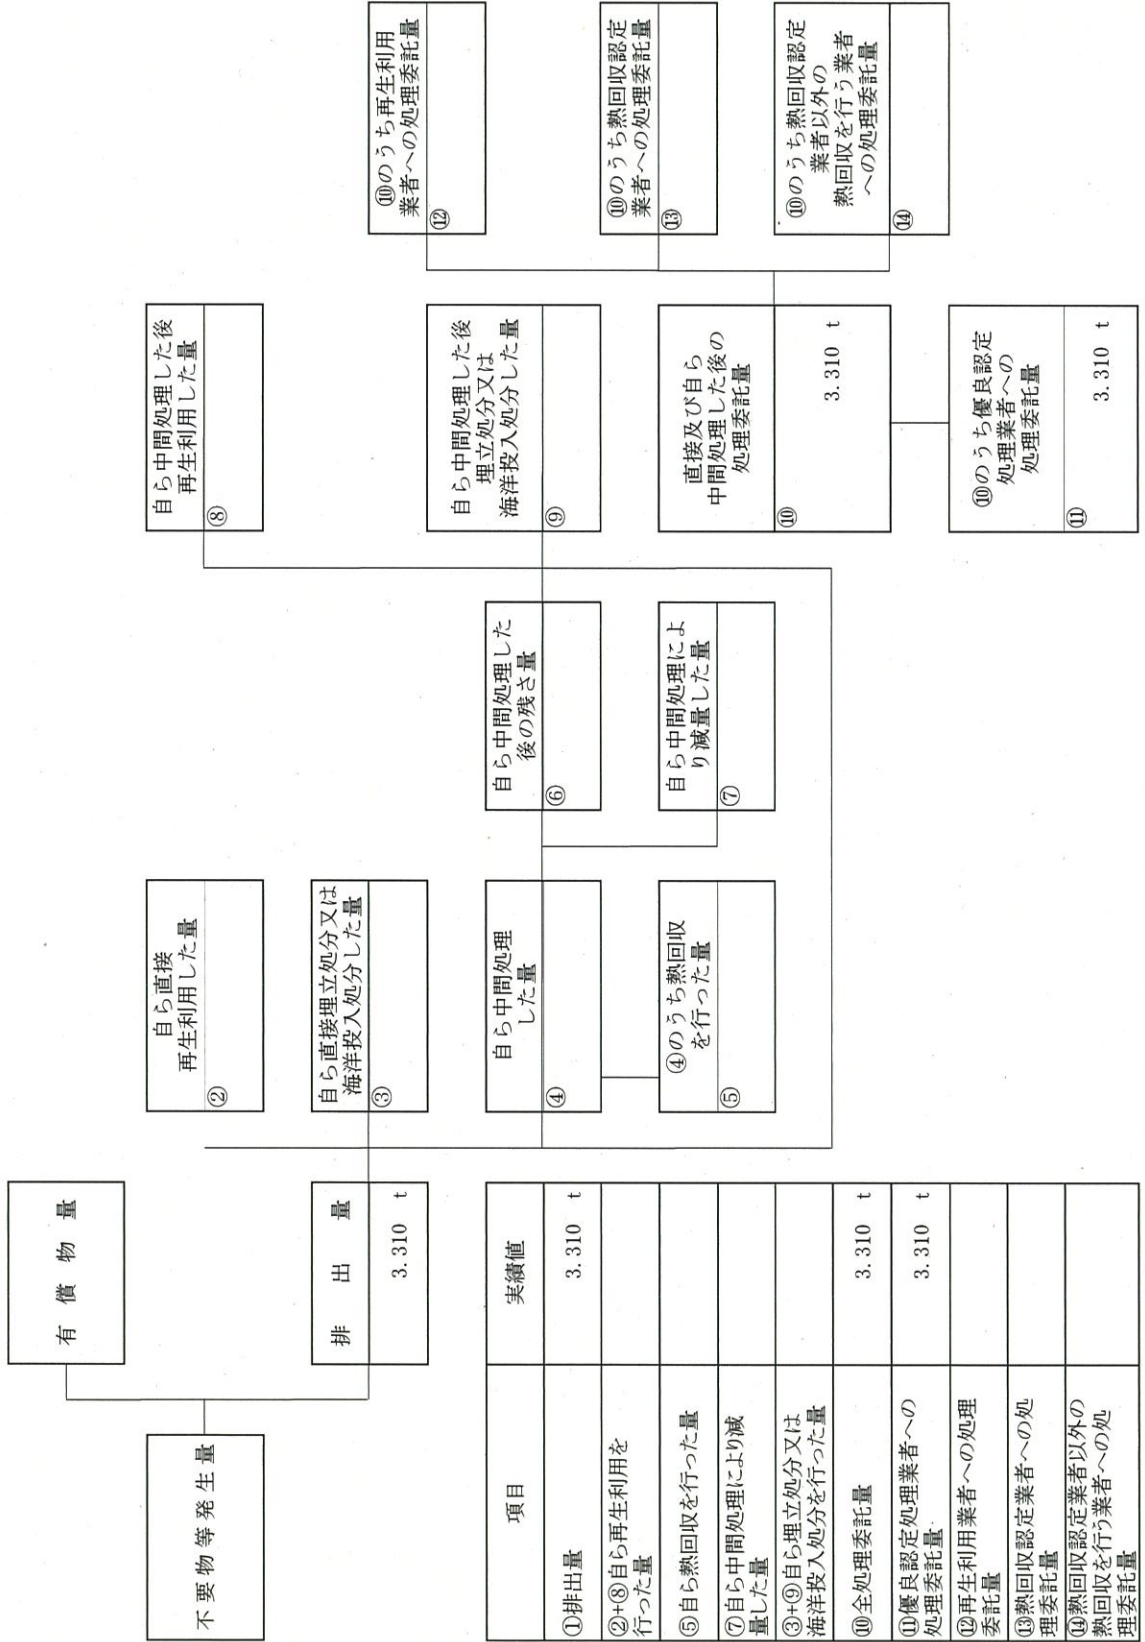 不要物等発生量
有償物量
排出量
3.310 t
自ら直接
再生利用した量
②
自ら直接埋立処分又は
海洋投入処分した量
③
自ら中間処理
した量
④
④のうち熱回収
を行った量
⑤
自ら中間処理した
後の残さ量
⑥
自ら中間処理によ
り減量した量
⑦
自ら中間処理した後
再生利用した量
⑧
自ら中間処理した後
埋立処分又は
海洋投入処分した量
⑨
直接及び自ら
中間処理した後の
処理委託量
⑩
3.310 t
⑩のうち優良認定
処理業者への
処理委託量
⑪
3.310 t
⑩のうち再生利用
業者への処理委託量
⑫
⑩のうち熱回収認定
業者への処理委託量
⑬
⑩のうち熱回収認定
業者以外の
熱回収を行う業者
への処理委託量
⑭
項目
実績値
①排出量
3.310 t
②+⑧自ら再生利用を
行った量
⑤自ら熱回収を行った量
⑦自ら中間処理により減
量した量
③+⑨自ら埋立処分又は
海洋投入処分を行った量
⑩全処理委託量
3.310 t
⑪優良認定処理業者への
処理委託量
3.310 t
⑫再生利用業者への処理
委託量
⑬熱回収認定業者への処
理委託量
⑭熱回収認定業者以外の
熱回収を行う業者への処
理委託量